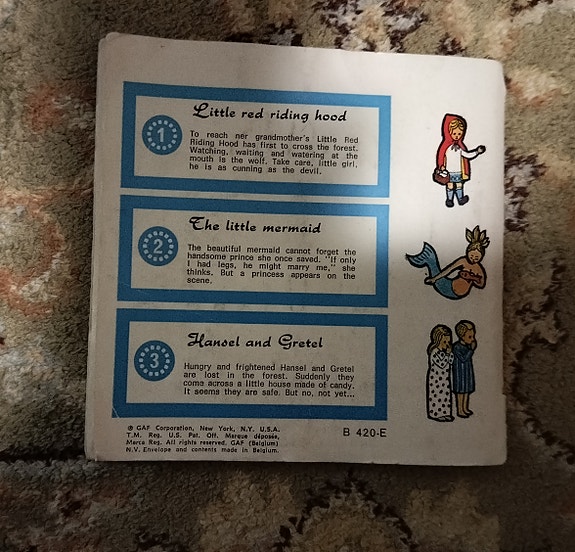 Little red riding hood
1
To reach her grandmother's Little Red
Riding Hood has first to cross the forest.
Watching, waiting and watering at the
mouth is the wolf. Take care, little girl,
he is as cunning as the devil.
The little mermaid
2
The beautiful mermaid cannot forget the
handsome prince she once saved. "If only
I had legs, he might marry me," she
thinks. But a princess appears on the
scene.
Hansel and Gretel
3
Hungry and frightened Hansel and Gretel
are lost in the forest. Suddenly they
come across a little house made of candy.
It seems they are safe. But no, not yet...
® GAF Corporation, New York, N.Y. U.S.A.
T.M. Reg. U.S. Pat. Off. Marque déposée,
Marca Reg. All rights reserved. GAF (Belgium)
N.V. Envelope and contents made in Belgium.
B 420-E